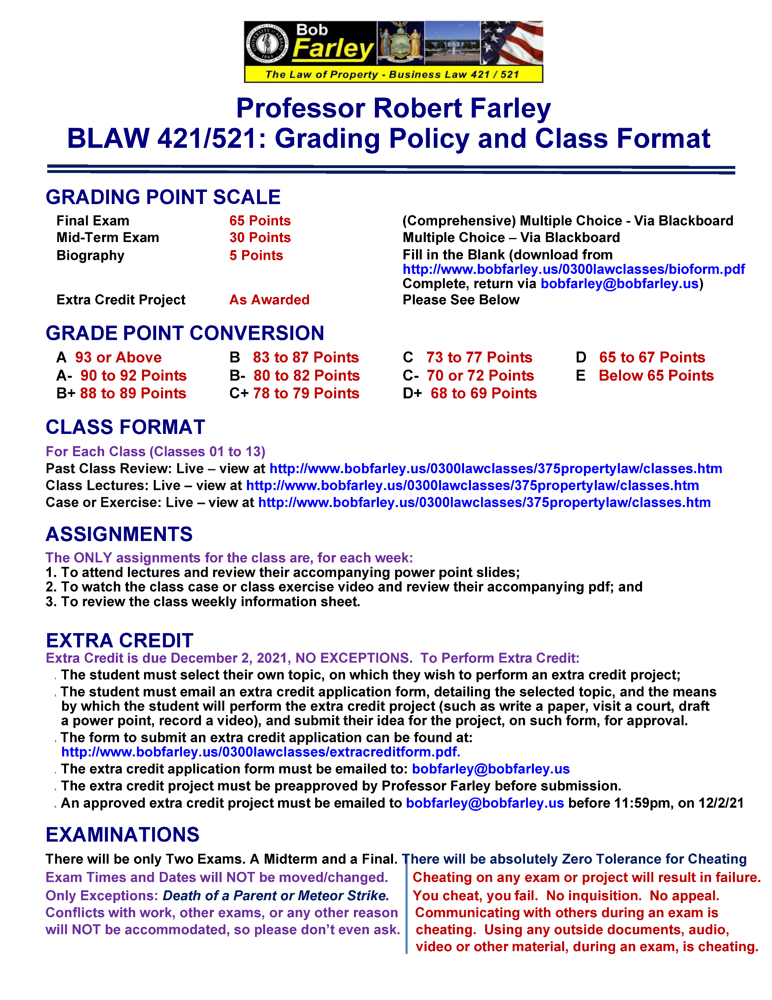 Bob
Farley
UNIVERSITY AT ALBANY
1844
EXCELSIOR
The Law of Property - Business Law 421 / 521
Professor Robert Farley
BLAW 421/521: Grading Policy and Class Format
GRADING POINT SCALE
Final Exam 65 Points (Comprehensive) Multiple Choice - Via Blackboard
Mid-Term Exam 30 Points Multiple Choice – Via Blackboard
Biography 5 Points Fill in the Blank (download from
http://www.bobfarley.us/0300lawclasses/bioform.pdf
Complete, return via bobfarley@bobfarley.us)
Extra Credit Project As Awarded Please See Below
GRADE POINT CONVERSION
A 93 or Above B 83 to 87 Points C 73 to 77 Points D 65 to 67 Points
A- 90 to 92 Points B- 80 to 82 Points C- 70 or 72 Points E Below 65 Points
B+ 88 to 89 Points C+ 78 to 79 Points D+ 68 to 69 Points
CLASS FORMAT
For Each Class (Classes 01 to 13)
Past Class Review: Live – view at http://www.bobfarley.us/0300lawclasses/375propertylaw/classes.htm
Class Lectures: Live – view at http://www.bobfarley.us/0300lawclasses/375propertylaw/classes.htm
Case or Exercise: Live – view at http://www.bobfarley.us/0300lawclasses/375propertylaw/classes.htm
ASSIGNMENTS
The ONLY assignments for the class are, for each week:
1. To attend lectures and review their accompanying power point slides;
2. To watch the class case or class exercise video and review their accompanying pdf; and
3. To review the class weekly information sheet.
EXTRA CREDIT
Extra Credit is due December 2, 2021, NO EXCEPTIONS. To Perform Extra Credit:
The student must select their own topic, on which they wish to perform an extra credit project;
The student must email an extra credit application form, detailing the selected topic, and the means
by which the student will perform the extra credit project (such as write a paper, visit a court, draft
a power point, record a video), and submit their idea for the project, on such form, for approval.
The form to submit an extra credit application can be found at:
http://www.bobfarley.us/0300lawclasses/extracreditform.pdf.
The extra credit application form must be emailed to: bobfarley@bobfarley.us
The extra credit project must be preapproved by Professor Farley before submission.
An approved extra credit project must be emailed to bobfarley@bobfarley.us before 11:59pm, on 12/2/21
EXAMINATIONS
There will be only Two Exams. A Midterm and a Final. There will be absolutely Zero Tolerance for Cheating
Exam Times and Dates will NOT be moved/changed.
Only Exceptions: Death of a Parent or Meteor Strike.
Conflicts with work, other exams, or any other reason
will NOT be accommodated, so please don’t even ask.
Cheating on any exam or project will result in failure.
You cheat, you fail. No inquisition. No appeal.
Communicating with others during an exam is
cheating. Using any outside documents, audio,
video or other material, during an exam, is cheating.